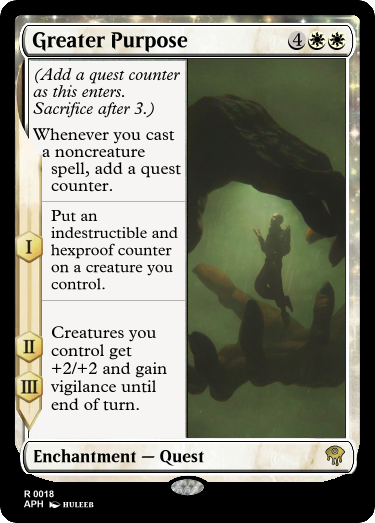 Greater Purpose 4
(Add a quest counter
as this enters.
Sacrifice after 3.)
Whenever you cast
a noncreature
spell, add a quest
counter.
I
Put an
indestructible and
hexproof counter
on a creature you
control.
II
III
Creatures you
control get
+2/+2 and gain
vigilance until
end of turn.
Enchantment — Quest
R 0018
APH HULEEB